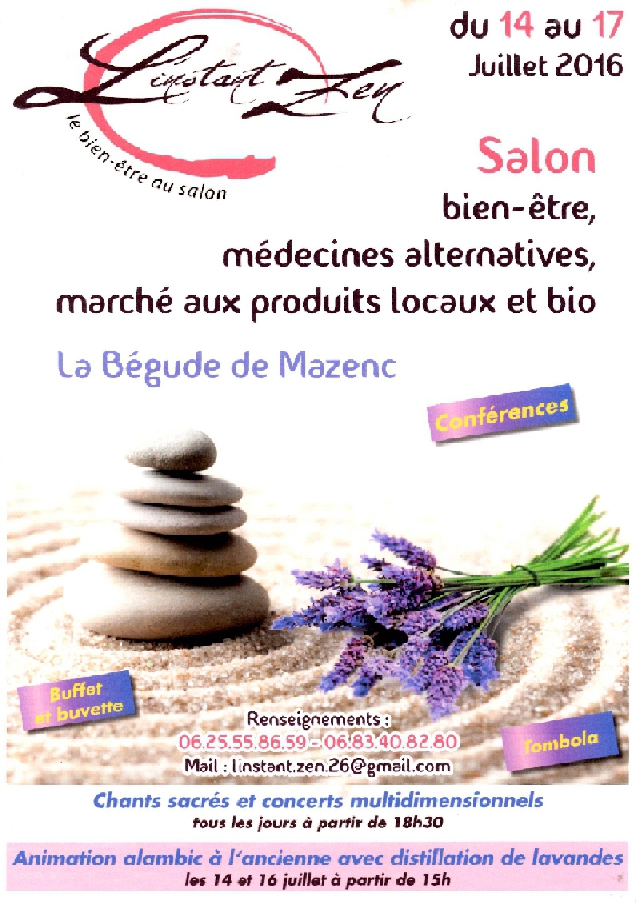 du 14 au 17
Juillet 2016
L'instant Zen
le bien-être au salon
Salon
bien-être,
médecines alternatives,
marché aux produits locaux et bio
La Bégude de Mazenc
Conférences
Buffet
et buvette
Renseignements :
06.25.55.86.59 - 06.83.40.82.80
Mail : linstant.zen.26@gmail.com
Tombola
Chants sacrés et concerts multidimensionnels
tous les jours à partir de 18h30
Animation alambic à l'ancienne avec distillation de lavandes
les 14 et 16 juillet à partir de 15h